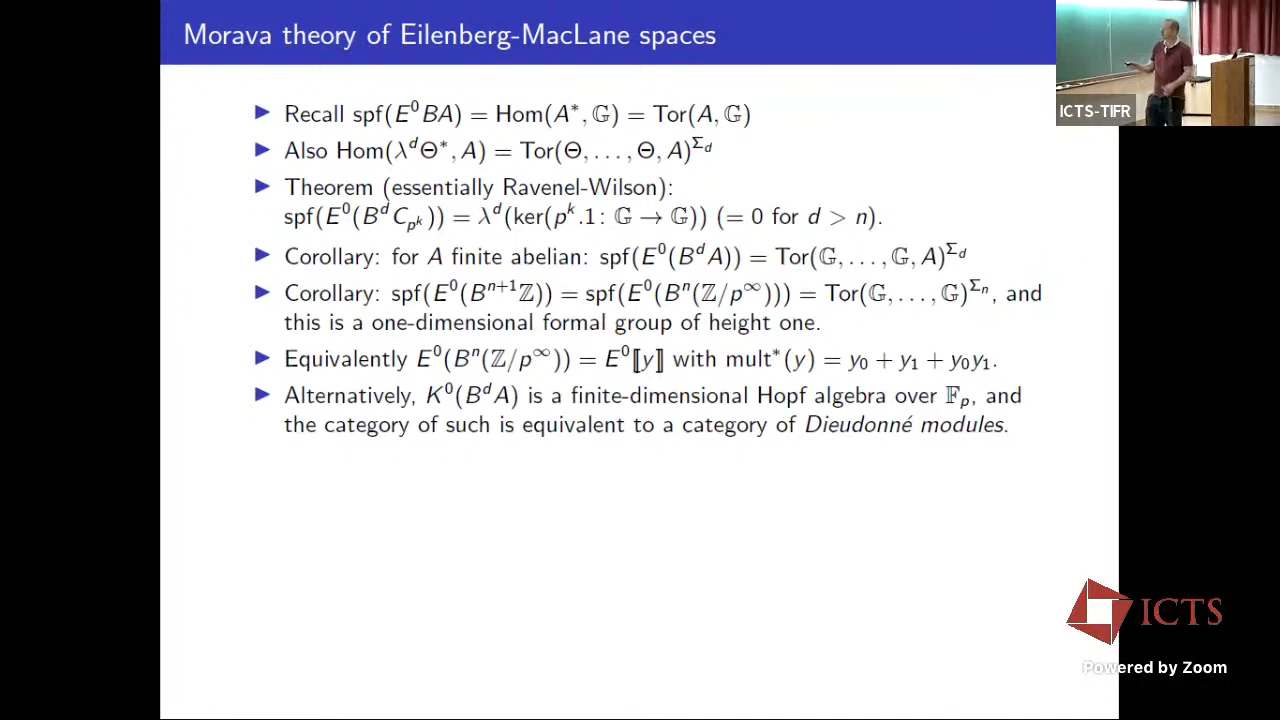 Morava theory of Eilenberg-MacLane spaces
▶ Recall spf(E⁰BA) = Hom(A*, 𝔾) = Tor(A, 𝔾)
▶ Also Hom(λᵈΘ*, A) = Tor(Θ, . . . , Θ, A)^{Σ_d}
▶ Theorem (essentially Ravenel-Wilson):
spf(E⁰(BᵈC_{pᵏ})) = λᵈ(ker(pᵏ.1: 𝔾 → 𝔾)) (= 0 for d > n).
▶ Corollary: for A finite abelian: spf(E⁰(BᵈA)) = Tor(𝔾, . . . , 𝔾, A)^{Σ_d}
▶ Corollary: spf(E⁰(Bⁿ⁺¹ℤ)) = spf(E⁰(Bⁿ(ℤ/p^∞))) = Tor(𝔾, . . . , 𝔾)^{Σ_n}, and
this is a one-dimensional formal group of height one.
▶ Equivalently E⁰(Bⁿ(ℤ/p^∞)) = E⁰⟦y⟧ with mult*(y) = y₀ + y₁ + y₀y₁.
▶ Alternatively, K⁰(BᵈA) is a finite-dimensional Hopf algebra over 𝔽_p, and
the category of such is equivalent to a category of Dieudonné modules.
ICTS-TIFR
ICTS
Powered by Zoom